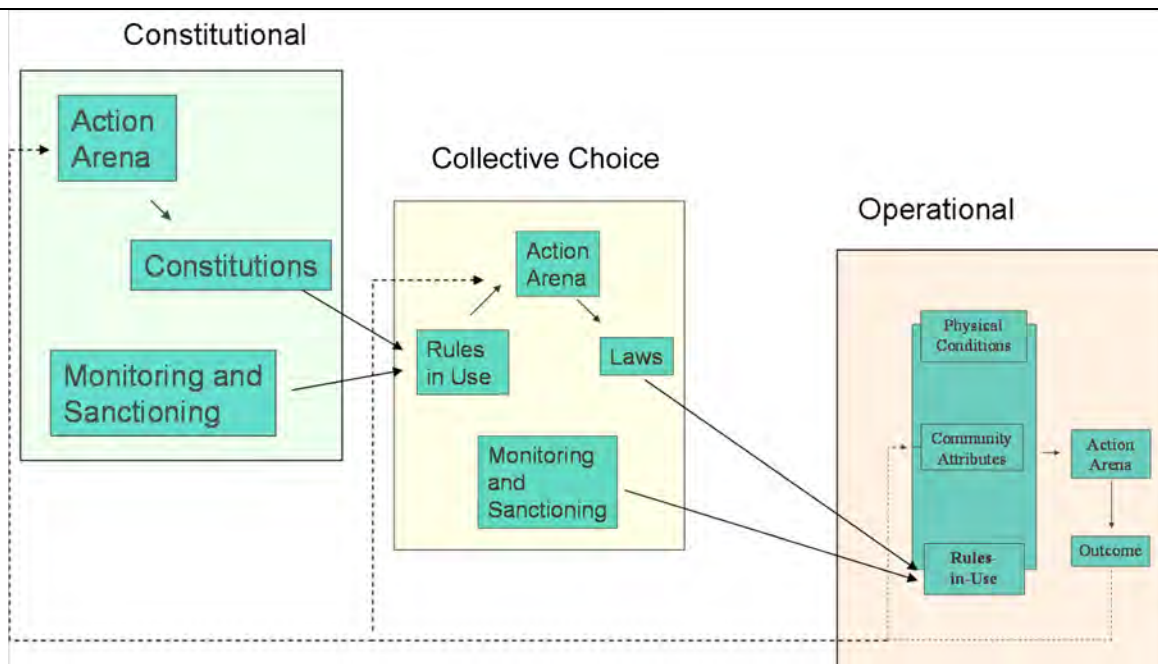 Constitutional
Action
Arena
Constitutions
Monitoring and
Sanctioning
Collective Choice
Action
Arena
Rules
in Use
Laws
Monitoring
and
Sanctioning
Operational
Physical
Conditions
Community
Attributes
Rules-
in-Use
Action
Arena
Outcome